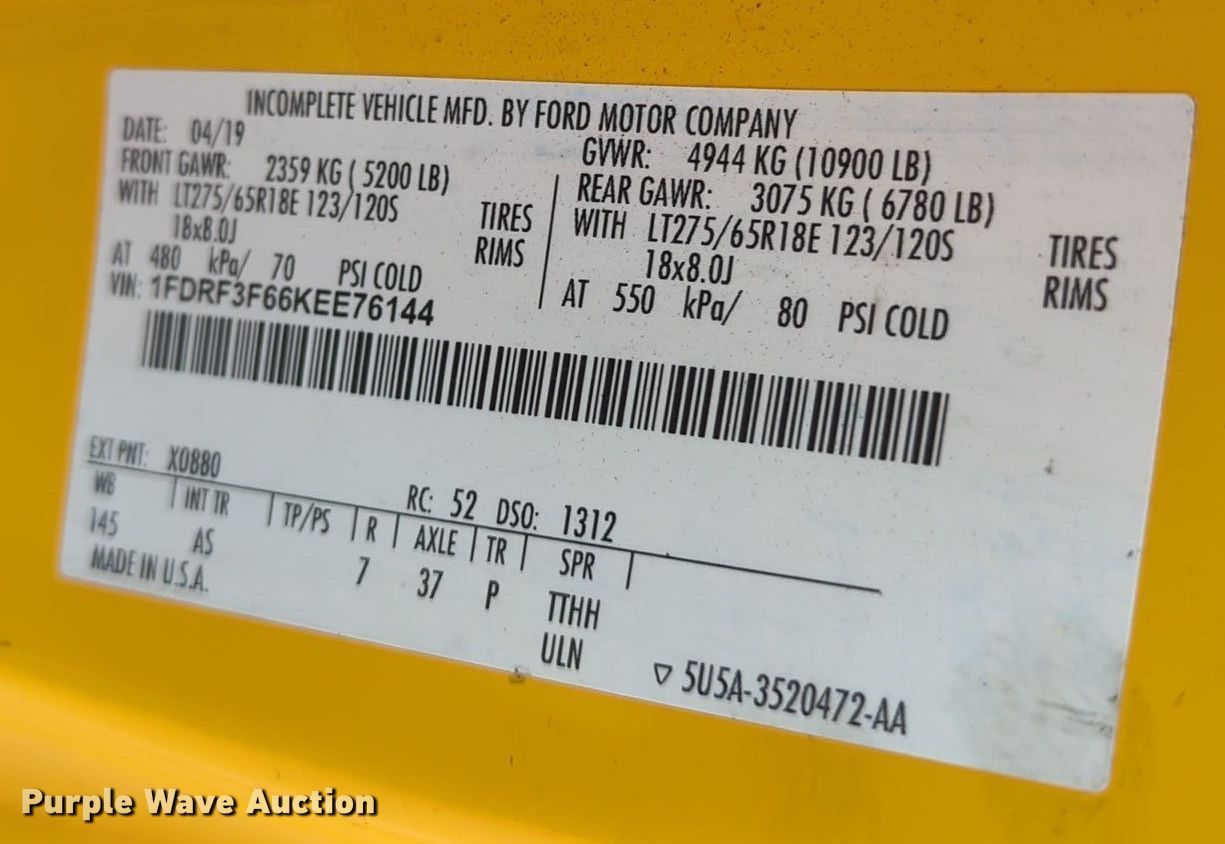 INCOMPLETE VEHICLE MFD. BY FORD MOTOR COMPANY
DATE: 04/19
GVWR: 4944 KG (10900 LB)
FRONT GAWR: 2359 KG ( 5200 LB)
REAR GAWR: 3075 KG ( 6780 LB)
WITH LT275/65R18E 123/120S TIRES
WITH LT275/65R18E 123/120S TIRES
18x8.0J RIMS
18x8.0J RIMS
AT 480 kPa/ 70 PSI COLD
AT 550 kPa/ 80 PSI COLD
VIN: 1FDRF3F66KEE76144
EXT PNT: X0880
RC: 52 DSO: 1312
WB INT TR TP/PS R AXLE TR SPR
145 AS 7 37 P TTHH
MADE IN U.S.A. ULN
5U5A-3520472-AA
Purple Wave Auction